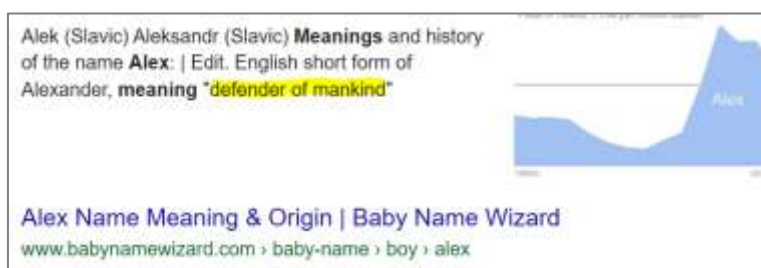 Alek (Slavic) Aleksandr (Slavic) Meanings and history
of the name Alex: | Edit. English short form of
Alexander, meaning "defender of mankind"
Alex
Alex Name Meaning & Origin | Baby Name Wizard
www.babynamewizard.com › baby-name › boy › alex